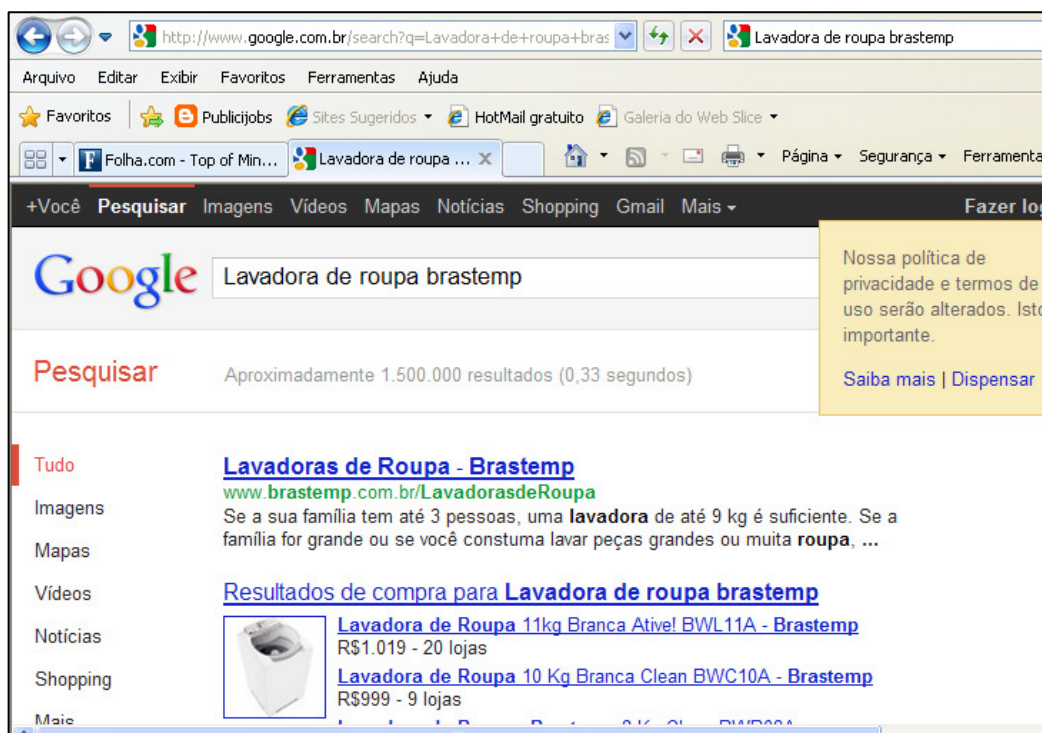 http://www.google.com.br/search?q=Lavadora+de+roupa+bras
Lavadora de roupa brastemp
Arquivo Editar Exibir Favoritos Ferramentas Ajuda
Favoritos Publicijobs Sites Sugeridos HotMail gratuito Galeria do Web Slice
Folha.com - Top of Min... Lavadora de roupa ... Página Segurança Ferramenta
+Você Pesquisar Imagens Vídeos Mapas Notícias Shopping Gmail Mais Fazer log
Google
Lavadora de roupa brastemp
Nossa política de
privacidade e termos de
uso serão alterados. Isto
importante.
Saiba mais | Dispensar
Pesquisar
Aproximadamente 1.500.000 resultados (0,33 segundos)
Tudo
Imagens
Mapas
Vídeos
Notícias
Shopping
Mais
Lavadoras de Roupa - Brastemp
www.brastemp.com.br/LavadorasdeRoupa
Se a sua família tem até 3 pessoas, uma lavadora de até 9 kg é suficiente. Se a
família for grande ou se você constuma lavar peças grandes ou muita roupa, ...
Resultados de compra para Lavadora de roupa brastemp
Lavadora de Roupa 11kg Branca Ative! BWL11A - Brastemp
R$1.019 - 20 lojas
Lavadora de Roupa 10 Kg Branca Clean BWC10A - Brastemp
R$999 - 9 lojas